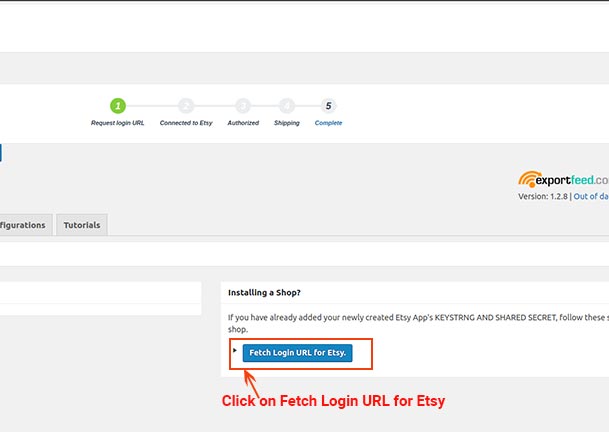 1 2 3 4 5
Request login URL Connected to Etsy Authorized Shipping Complete
exportfeed.co
Version: 1.2.8 | Out of da
figurations Tutorials
Installing a Shop?
If you have already added your newly created Etsy App's KEYSTRNG AND SHARED SECRET, follow these s
shop.
Fetch Login URL for Etsy.
Click on Fetch Login URL for Etsy